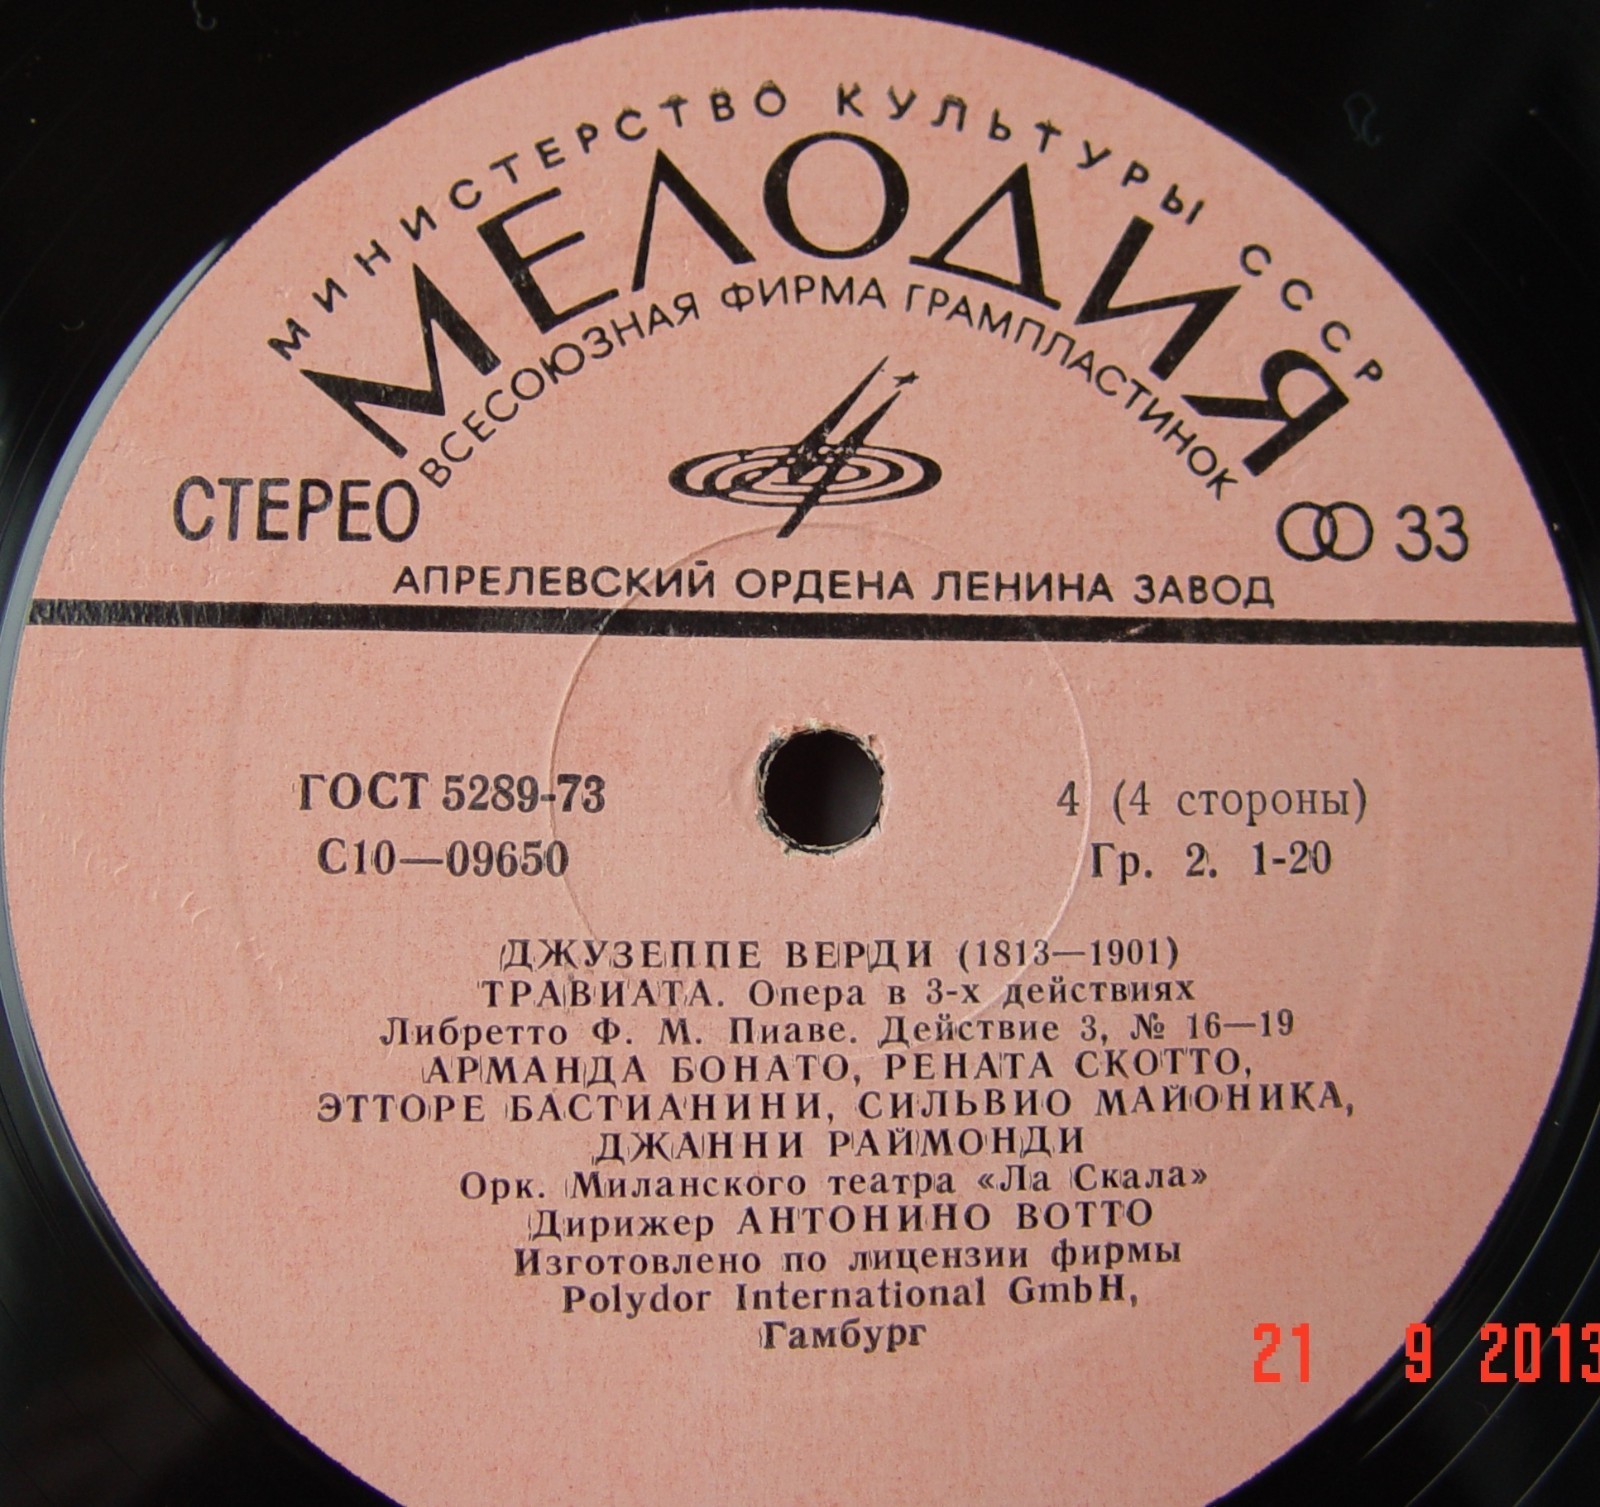 МИНИСТЕРСТВО КУЛЬТУРЫ СССР
МЕЛОДИЯ
ВСЕСОЮЗНАЯ ФИРМА ГРАМПЛАСТИНОК
СТЕРЕО
33
АПРЕЛЕВСКИЙ ОРДЕНА ЛЕНИНА ЗАВОД
ГОСТ 5289-73
4 (4 стороны)
С10—09650
Гр. 2. 1-20
ДЖУЗЕППЕ ВЕРДИ (1813—1901)
ТРАВИАТА. Опера в 3-х действиях
Либретто Ф. М. Пиаве. Действие 3, № 16—19
АРМАНДА БОНАТО, РЕНАТА СКОТТО,
ЭТТОРЕ БАСТИАНИНИ, СИЛЬВИО МАЙОНИКА,
ДЖАННИ РАЙМОНДИ
Орк. Миланского театра «Ла Скала»
Дирижер АНТОНИНО ВОТТО
Изготовлено по лицензии фирмы
Polydor International GmbH,
Гамбург
21 9 2013